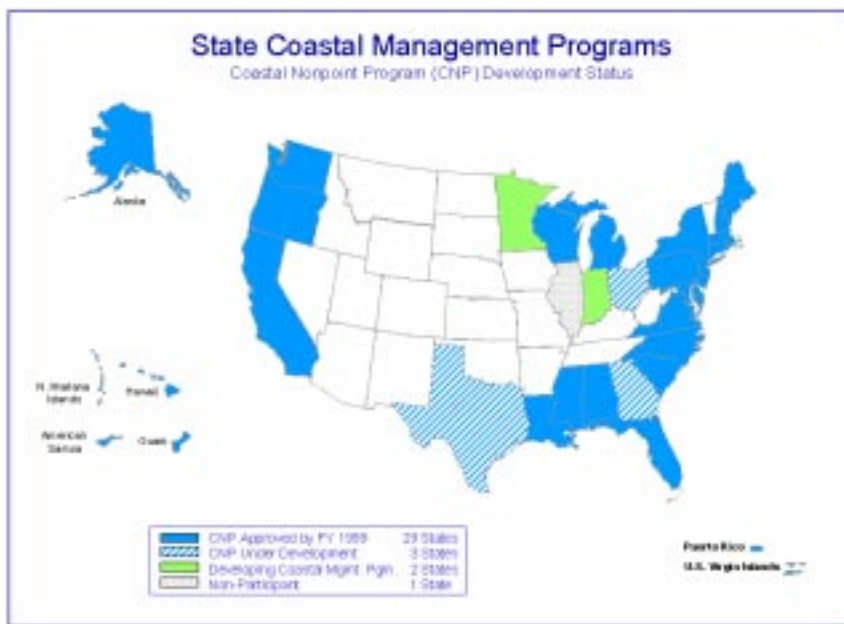 State Coastal Management Programs
Coastal Nonpoint Program (CNP) Development Status
Alaska
N. Mariana
Islands
Hawaii
American
Samoa
Guam
CNP Approved by FY 1999 29 States
CNP Under Development 3 States
Developing Coastal Mgmt. Pgm. 2 States
Non-Participant 1 State
Puerto Rico
U.S. Virgin Islands